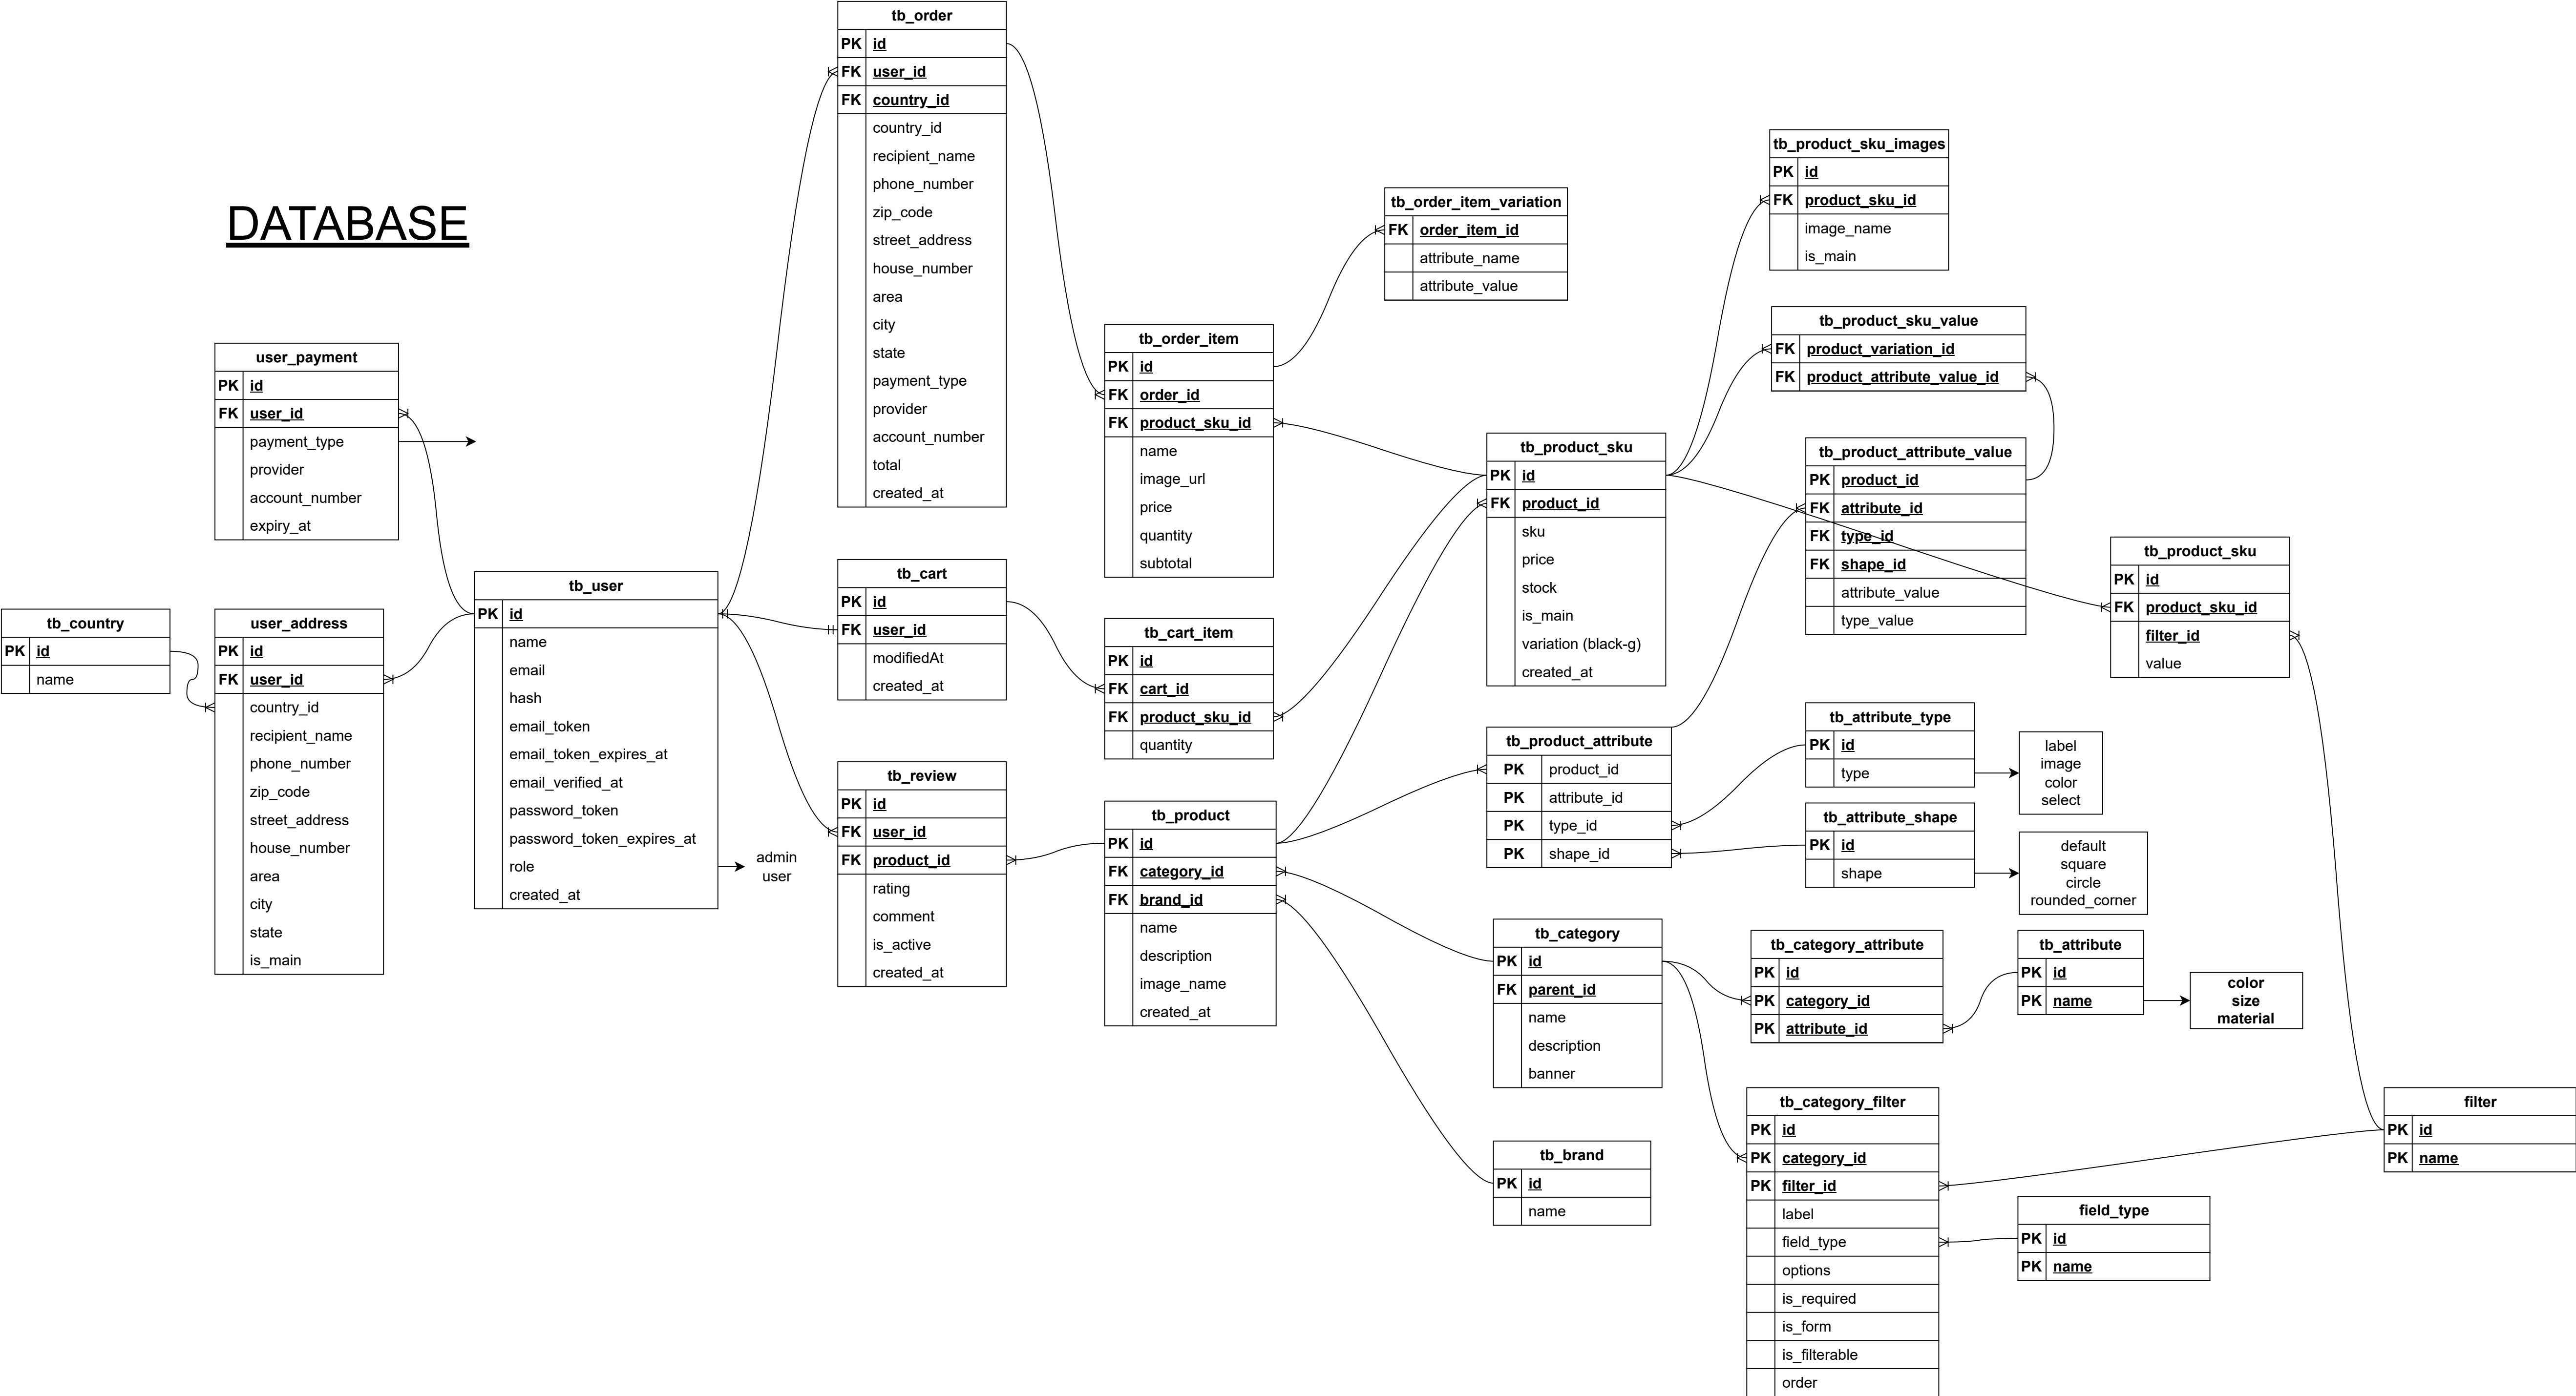 DATABASE
tb_order
PK id
FK user_id
FK country_id
country_id
recipient_name
phone_number
zip_code
street_address
house_number
area
city
state
payment_type
provider
account_number
total
created_at
user_payment
PK id
FK user_id
payment_type
provider
account_number
expiry_at
tb_country
PK id
name
user_address
PK id
FK user_id
country_id
recipient_name
phone_number
zip_code
street_address
house_number
area
city
state
is_main
tb_user
PK id
name
email
hash
email_token
email_token_expires_at
email_verified_at
password_token
password_token_expires_at
role
created_at
admin
user
tb_cart
PK id
FK user_id
modifiedAt
created_at
tb_review
PK id
FK user_id
FK product_id
rating
comment
is_active
created_at
tb_order_item
PK id
FK order_id
FK product_sku_id
name
image_url
price
quantity
subtotal
tb_cart_item
PK id
FK cart_id
FK product_sku_id
quantity
tb_product
PK id
FK category_id
FK brand_id
name
description
image_name
created_at
tb_order_item_variation
FK order_item_id
attribute_name
attribute_value
tb_product_sku
PK id
FK product_id
sku
price
stock
is_main
variation (black-g)
created_at
tb_product_attribute
PK product_id
PK attribute_id
PK type_id
PK shape_id
tb_category
PK id
FK parent_id
name
description
banner
tb_brand
PK id
name
tb_product_sku_images
PK id
FK product_sku_id
image_name
is_main
tb_product_sku_value
FK product_variation_id
FK product_attribute_value_id
tb_product_attribute_value
PK product_id
FK attribute_id
FK type_id
FK shape_id
attribute_value
type_value
tb_product_sku
PK id
FK product_sku_id
filter_id
value
tb_attribute_type
PK id
type
label
image
color
select
tb_attribute_shape
PK id
shape
default
square
circle
rounded_corner
tb_category_attribute
PK id
PK category_id
PK attribute_id
tb_attribute
PK id
PK name
color
size
material
tb_category_filter
PK id
PK category_id
PK filter_id
label
field_type
options
is_required
is_form
is_filterable
order
field_type
PK id
PK name
filter
PK id
PK name